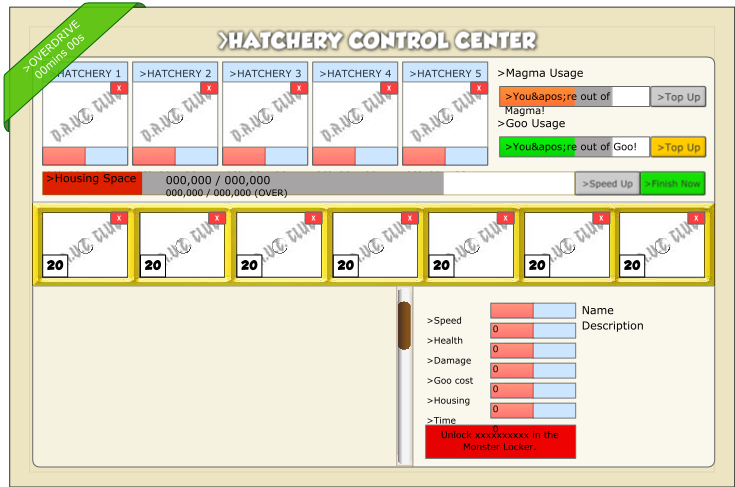 >OVERDRIVE
00mins 00s
>HATCHERY CONTROL CENTER
HATCHERY 1
>HATCHERY 2
>HATCHERY 3
>HATCHERY 4
>HATCHERY 5
X
X
X
X
X
>Magma Usage
>You&apos;re out of
Magma!
>Top Up
>Goo Usage
>You&apos;re out of Goo!
>Top Up
>Housing Space
000,000 / 000,000
000,000 / 000,000 (OVER)
>Speed Up
>Finish Now
X
X
X
X
X
X
X
20
20
20
20
20
20
20
>Speed
>Health
0
>Damage
0
>Goo cost
0
>Housing
0
>Time
0
0
Name
Description
Unlock xxxxxxxxxx in the
Monster Locker.